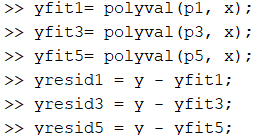 >> yfit1= polyval(p1, x);
>> yfit3= polyval(p3, x);
>> yfit5= polyval(p5, x);
>> yresid1 = y - yfit1;
>> yresid3 = y - yfit3;
>> yresid5 = y - yfit5;